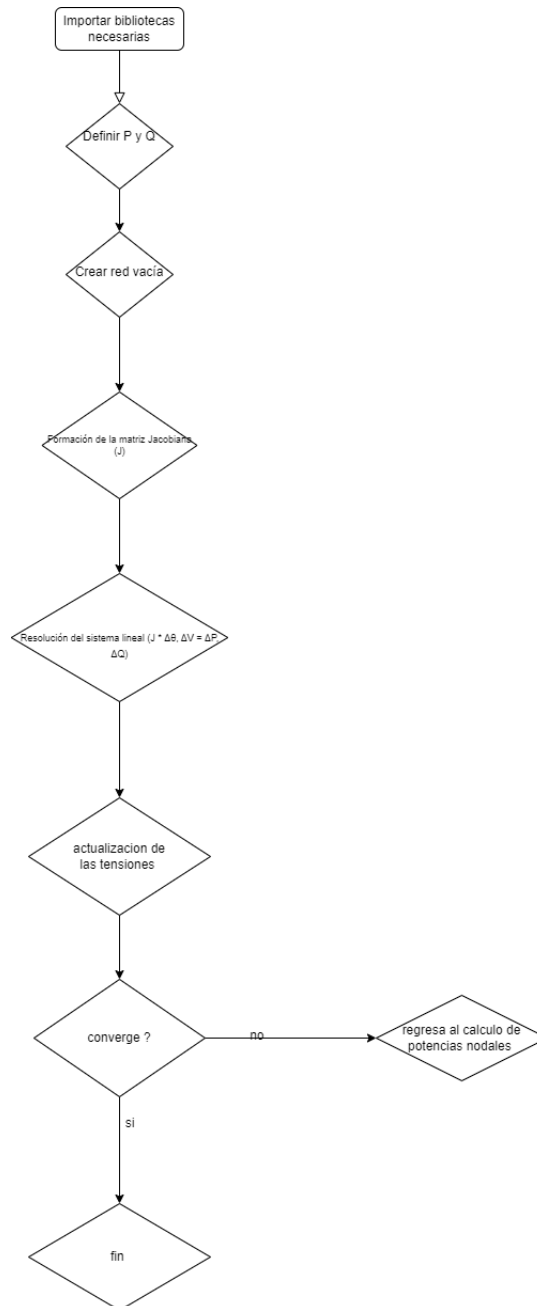 Importar bibliotecas
necesarias
Definir P y Q
Crear red vacía
Formación de la matriz Jacobiana
(J)
Resolución del sistema lineal (J * Δθ, ΔV = ΔP,
ΔQ)
actualizacion de
las tensiones
converge ?
no
regresa al calculo de
potencias nodales
si
fin